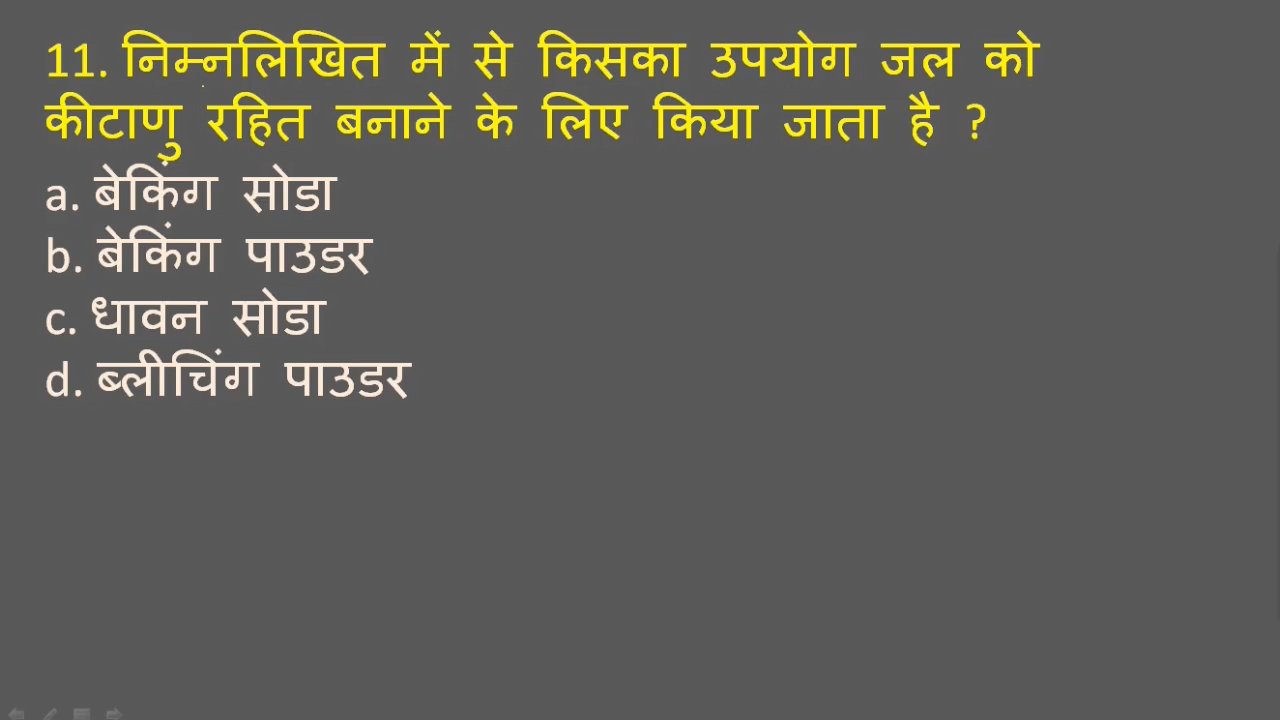 11. निम्नलिखित में से किसका उपयोग जल को
कीटाणु रहित बनाने के लिए किया जाता है ?
a. बेकिंग सोडा
b. बेकिंग पाउडर
c. धावन सोडा
d. ब्लीचिंग पाउडर